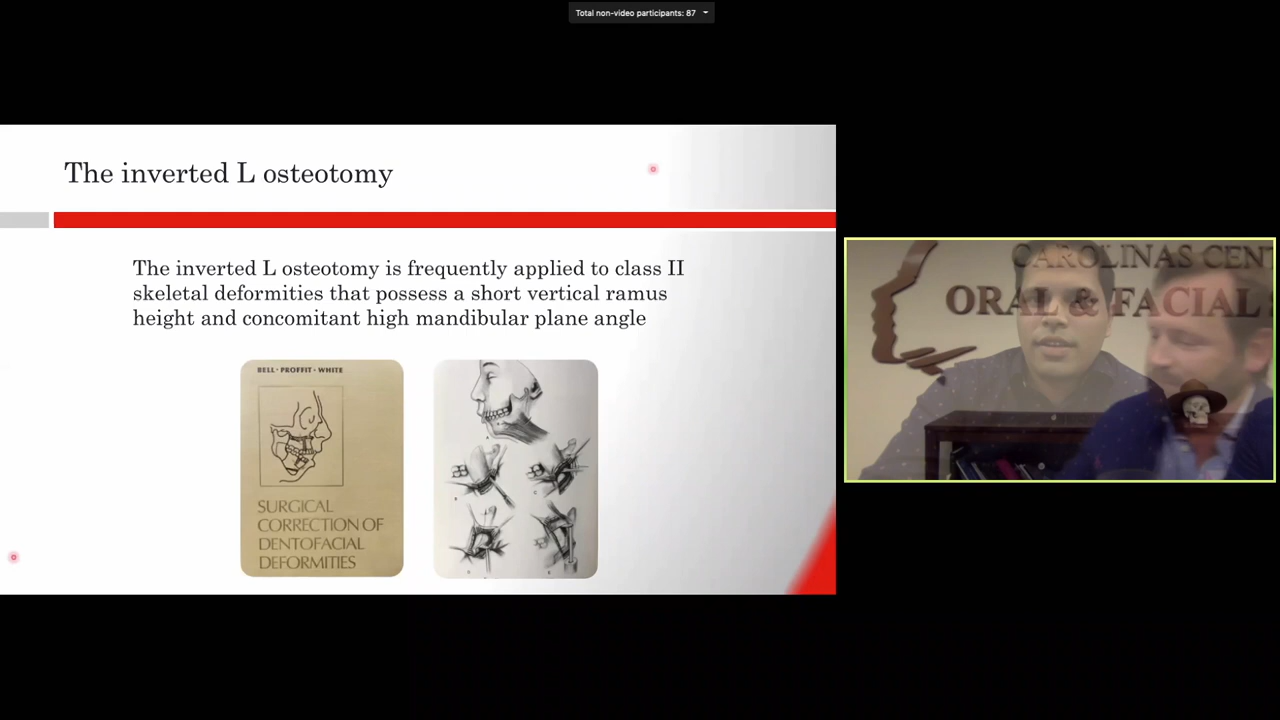 Total non-video participants: 87
The inverted L osteotomy
The inverted L osteotomy is frequently applied to class II
skeletal deformities that possess a short vertical ramus
height and concomitant high mandibular plane angle
BELL · PROFFIT · WHITE
SURGICAL
CORRECTION OF
DENTOFACIAL
DEFORMITIES
CAROLINAS CENT
ORAL & FACIAL S